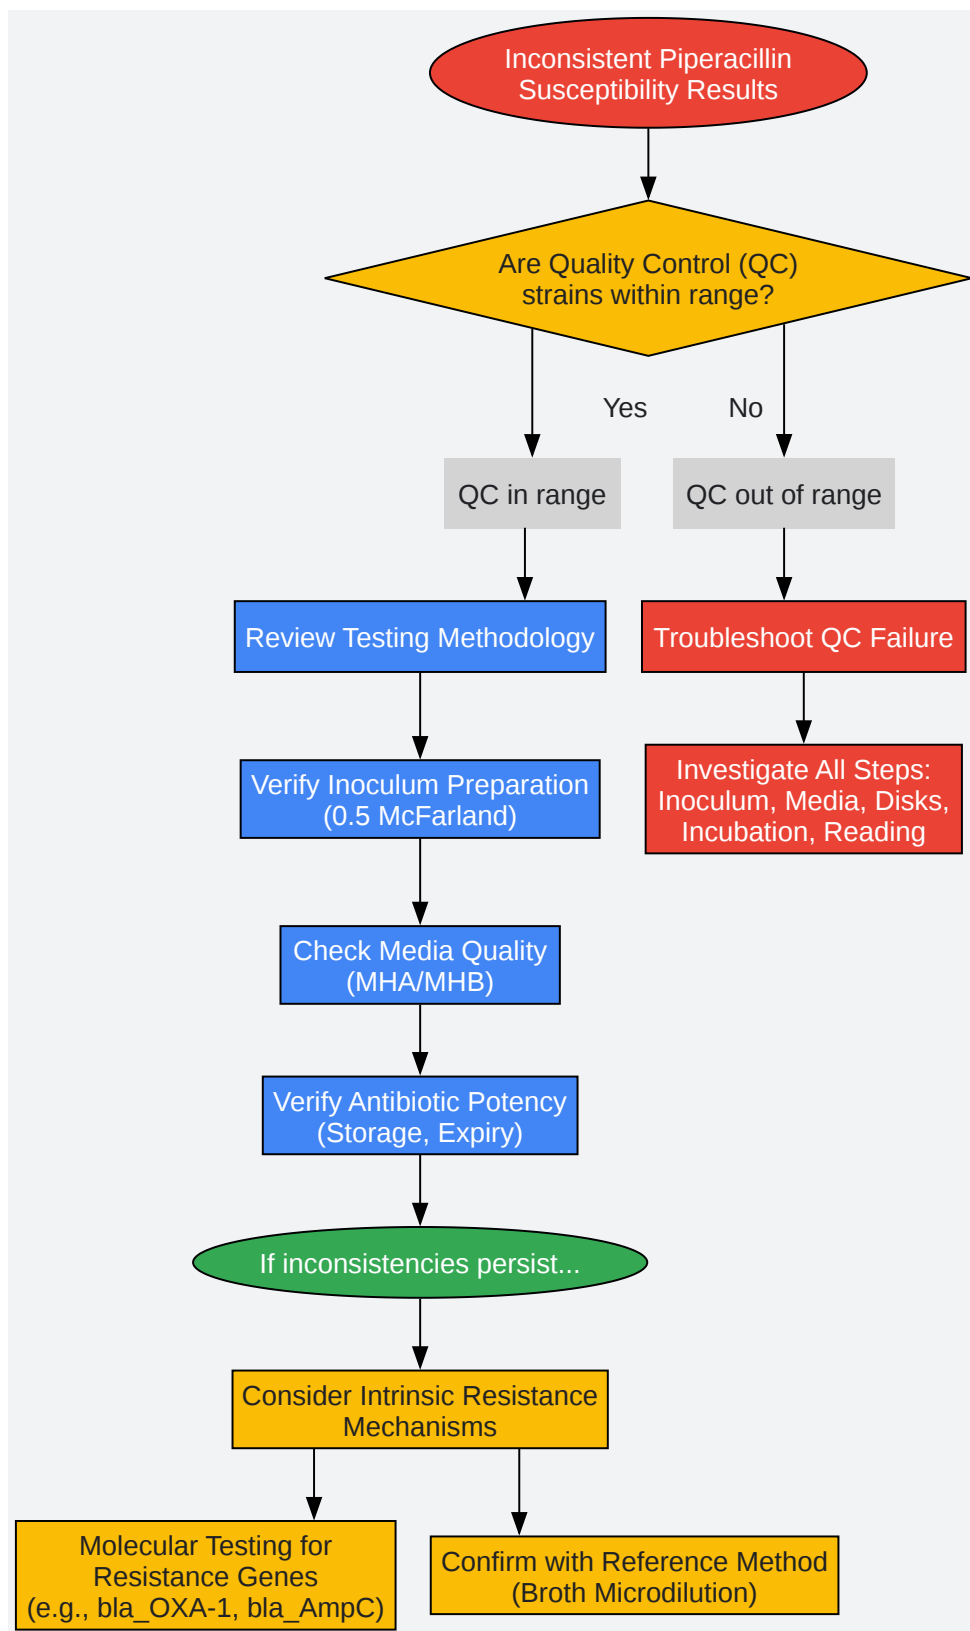 Inconsistent Piperacillin
Susceptibility Results
Are Quality Control (QC)
strains within range?
Yes
No
QC in range
QC out of range
Review Testing Methodology
Troubleshoot QC Failure
Verify Inoculum Preparation
(0.5 McFarland)
Investigate All Steps:
Inoculum, Media, Disks,
Incubation, Reading
Check Media Quality
(MHA/MHB)
Verify Antibiotic Potency
(Storage, Expiry)
If inconsistencies persist...
Consider Intrinsic Resistance
Mechanisms
Molecular Testing for
Resistance Genes
(e.g., bla_OXA-1, bla_AmpC)
Confirm with Reference Method
(Broth Microdilution)